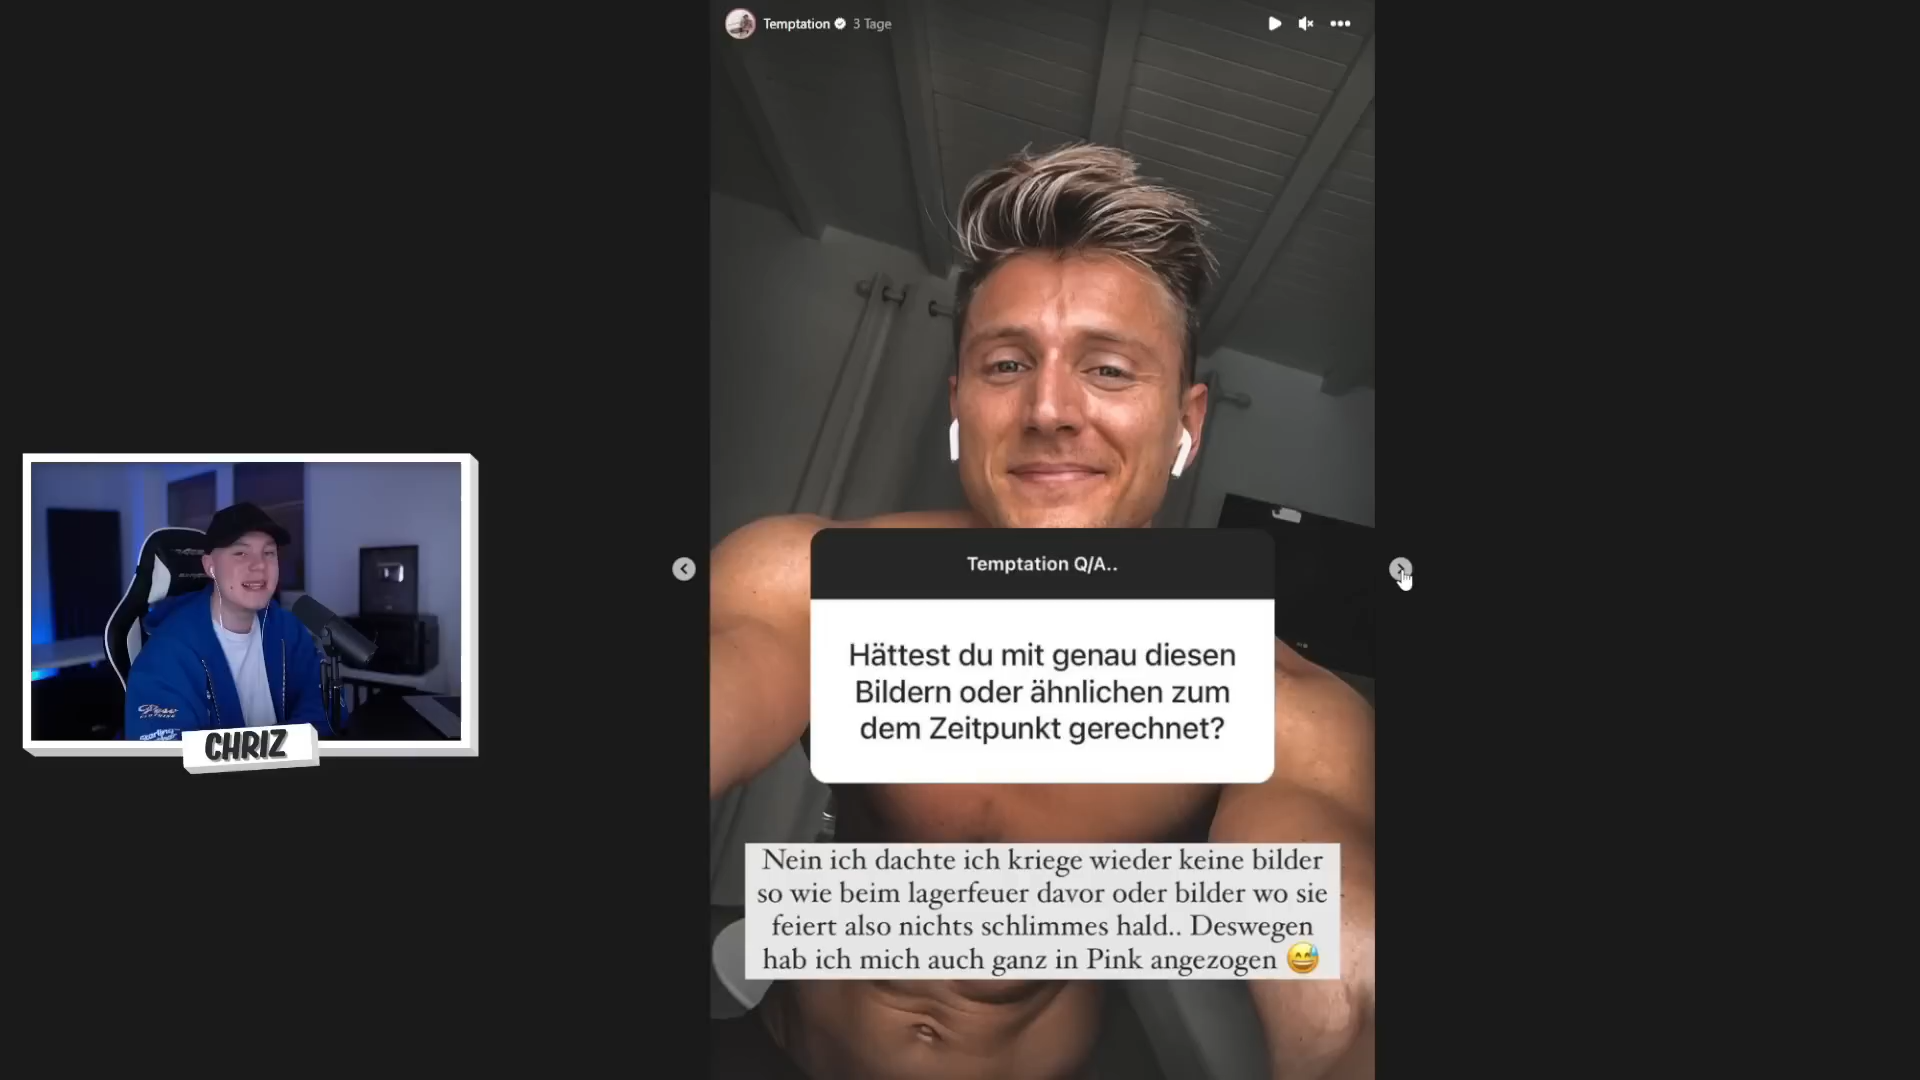 Temptation 3 Tage
Temptation Q/A..
Hättest du mit genau diesen
Bildern oder ähnlichen zum
dem Zeitpunkt gerechnet?
Nein ich dachte ich kriege wieder keine bilder
so wie beim lagerfeuer davor oder bilder wo sie
feiert also nichts schlimmes hald.. Deswegen
hab ich mich auch ganz in Pink angezogen 😅
CHRIZ